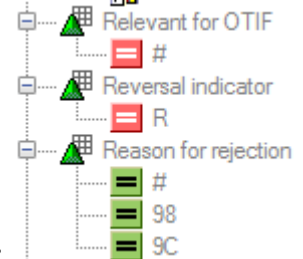 Relevant for OTIF
#
Reversal indicator
R
Reason for rejection
#
98
9C